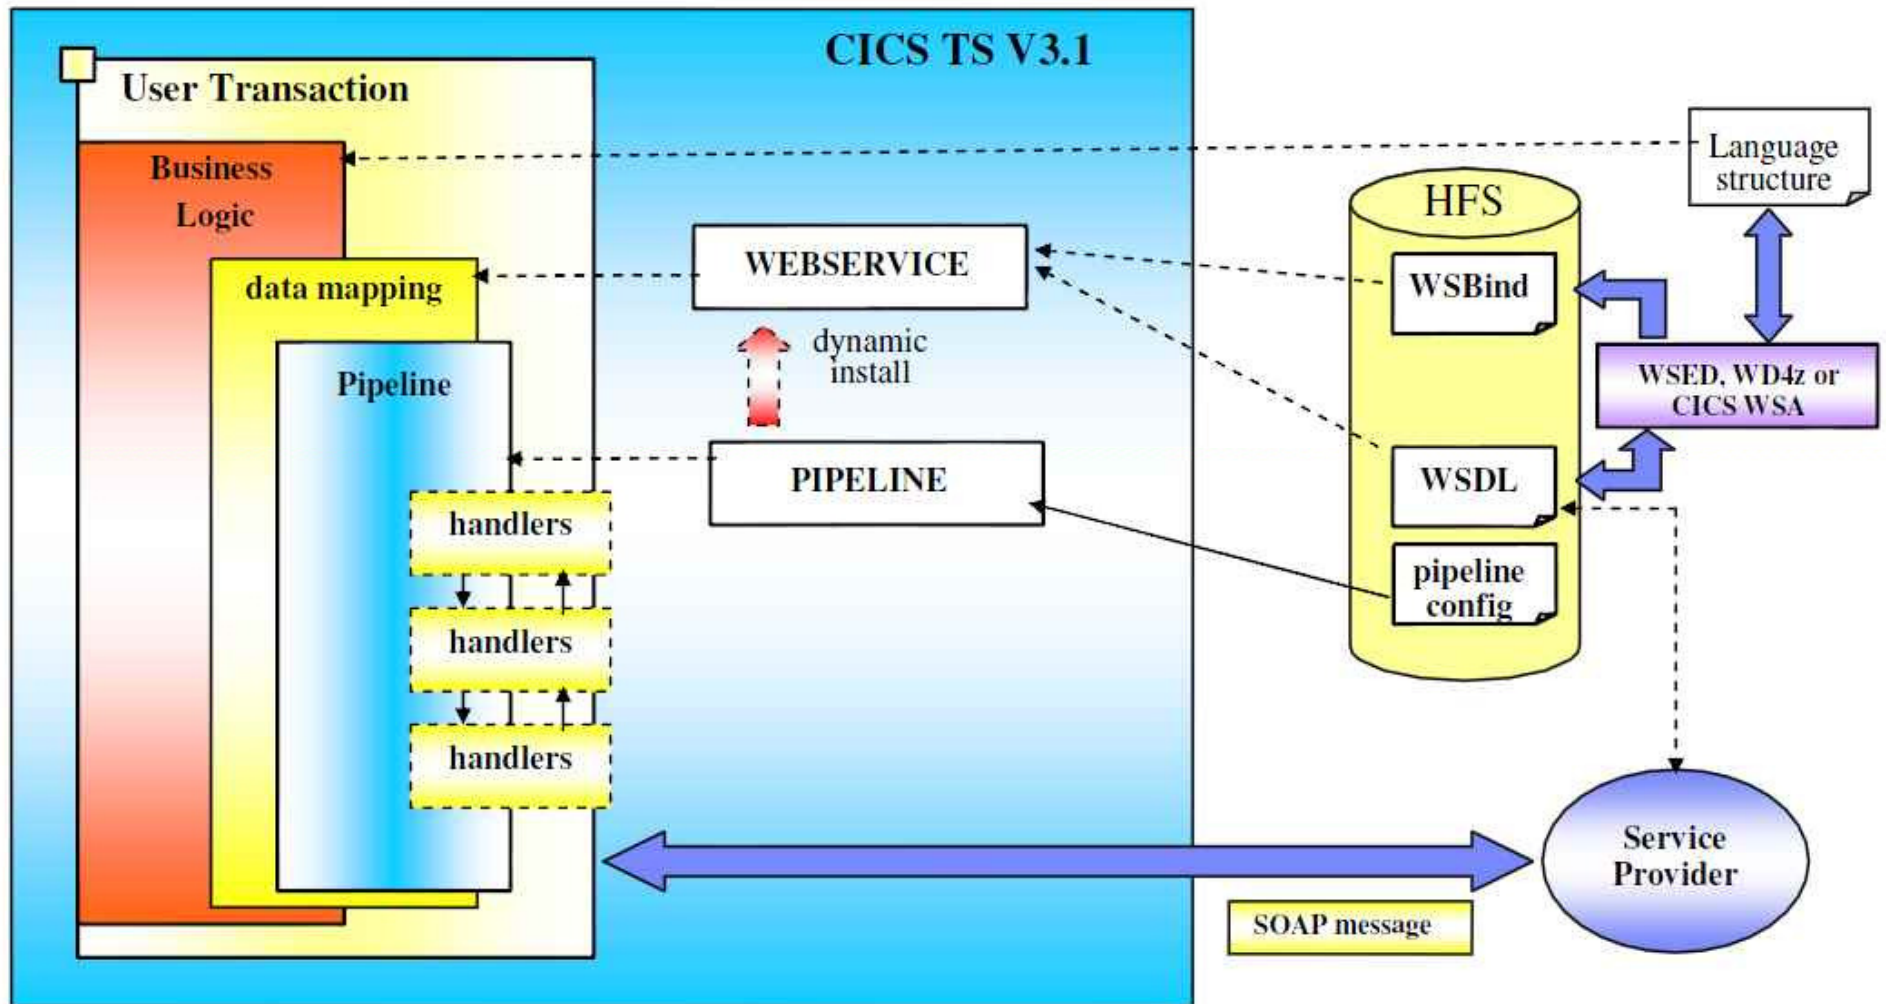 CICS TS V3.1
User Transaction
Business
Logic
data mapping
Pipeline
handlers
handlers
handlers
WEBSERVICE
dynamic
install
PIPELINE
HFS
WSBind
WSDL
pipeline
config
Language
structure
WSED, WD4z or
CICS WSA
Service
Provider
SOAP message